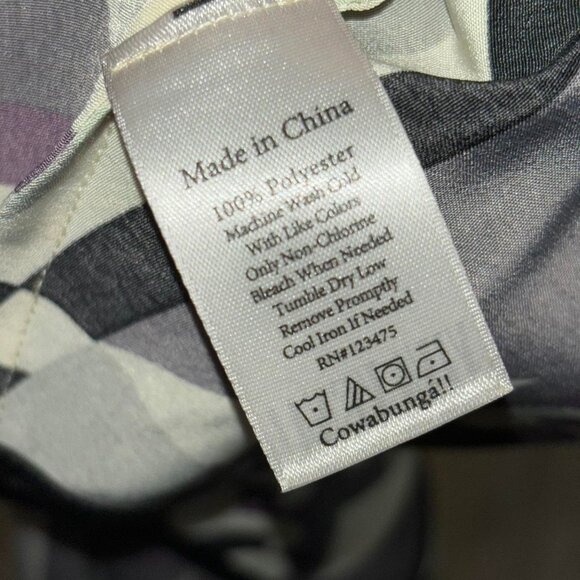 Made in China
100% Polyester
Machine Wash Cold
With Like Colors
Only Non-Chlorine
Bleach When Needed
Tumble Dry Low
Remove Promptly
Cool Iron If Needed
RN#123475
Cowabungá!!